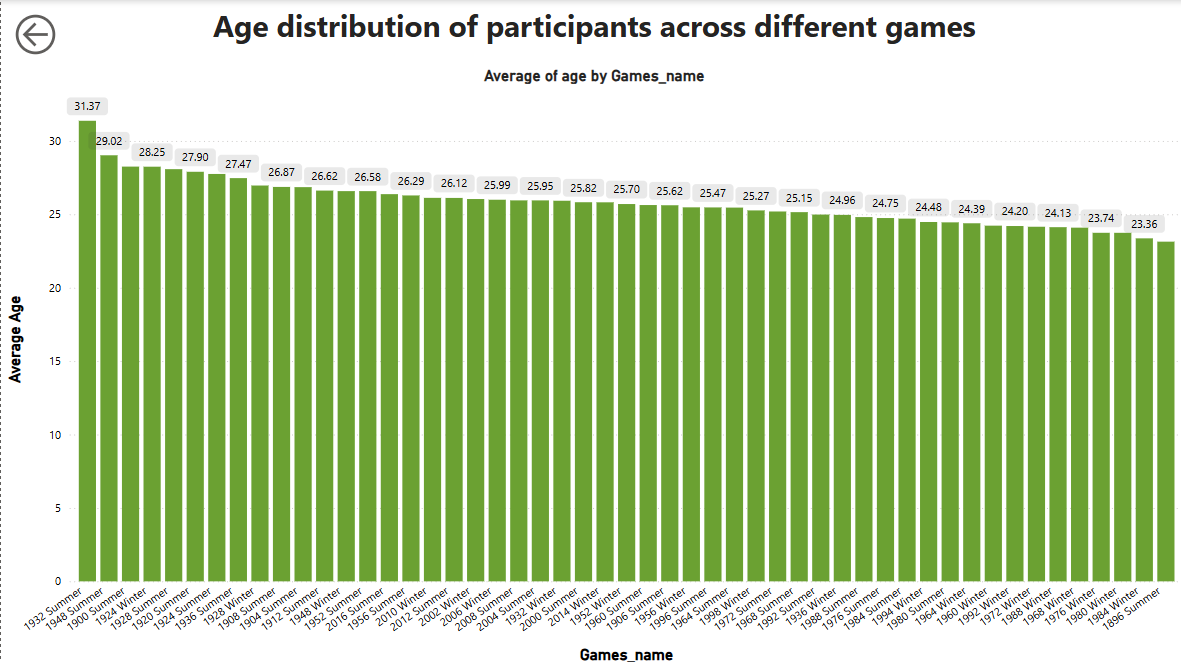 Age distribution of participants across different games
Average of age by Games_name
31.37
29.02
28.25
27.90
27.47
26.87
26.62
26.58
26.29
26.12
25.99
25.95
25.82
25.70
25.62
25.47
25.27
25.15
24.96
24.75
24.48
24.39
24.20
24.13
23.74
23.36
30
25
20
15
10
5
0
Average Age
1932 Summer
1948 Summer
1900 Summer
1924 Winter
1928 Summer
1920 Summer
1924 Summer
1936 Summer
1928 Winter
1908 Summer
1904 Summer
1912 Summer
1948 Winter
1952 Summer
2016 Summer
1956 Summer
2010 Winter
2012 Summer
2002 Winter
2006 Winter
2008 Summer
2004 Summer
1932 Winter
2000 Summer
2014 Winter
1952 Winter
1960 Summer
1906 Summer
1956 Winter
1996 Summer
1964 Summer
1998 Winter
1972 Summer
1968 Summer
1992 Summer
1936 Winter
1988 Summer
1976 Summer
1984 Summer
1994 Winter
1980 Summer
1964 Winter
1960 Winter
1992 Winter
1972 Winter
1988 Winter
1968 Winter
1976 Winter
1980 Winter
1984 Winter
1896 Summer
Games_name